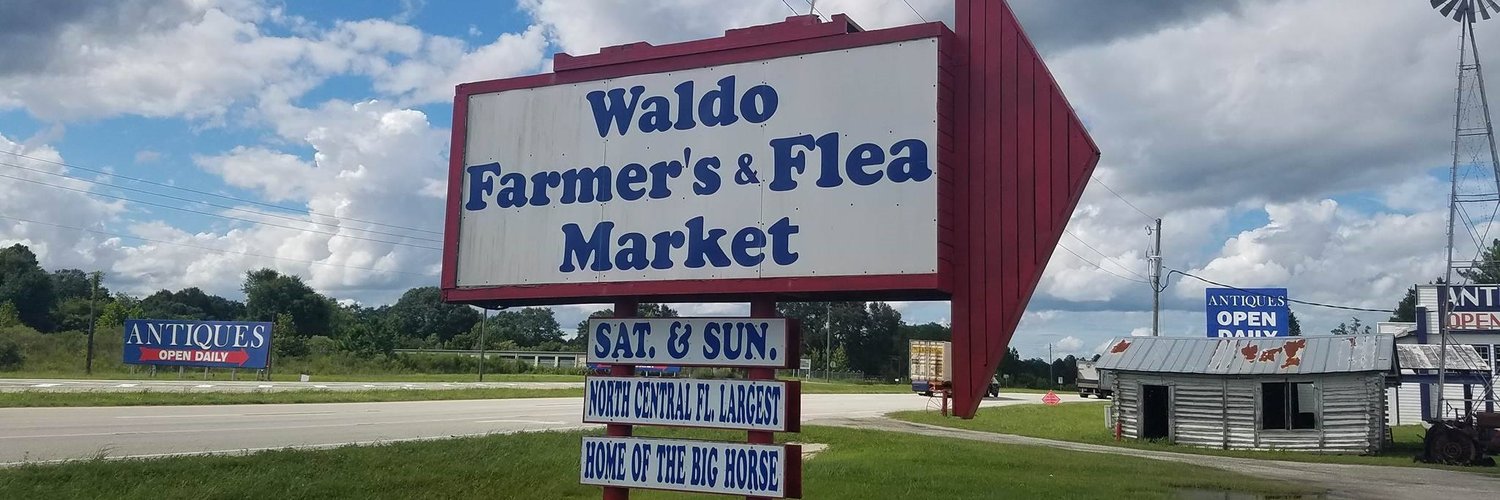 Waldo
Farmer's & Flea
Market
SAT. & SUN.
NORTH CENTRAL FL. LARGEST
HOME OF THE BIG HORSE
ANTIQUES
OPEN DAILY
ANTIQUES
OPEN
DAILY
ANTI
OPEN